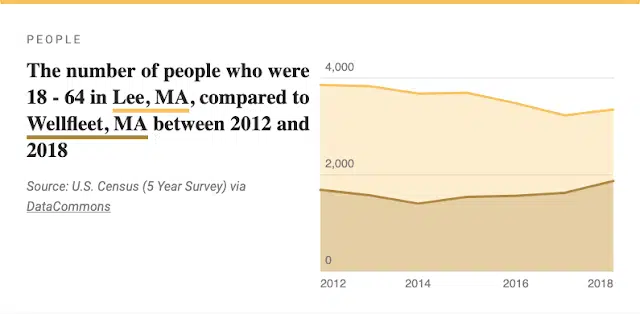 PEOPLE
The number of people who were
18 - 64 in Lee, MA, compared to
Wellfleet, MA between 2012 and
2018
Source: U.S. Census (5 Year Survey) via
DataCommons
4,000
2,000
0
2012 2014 2016 2018